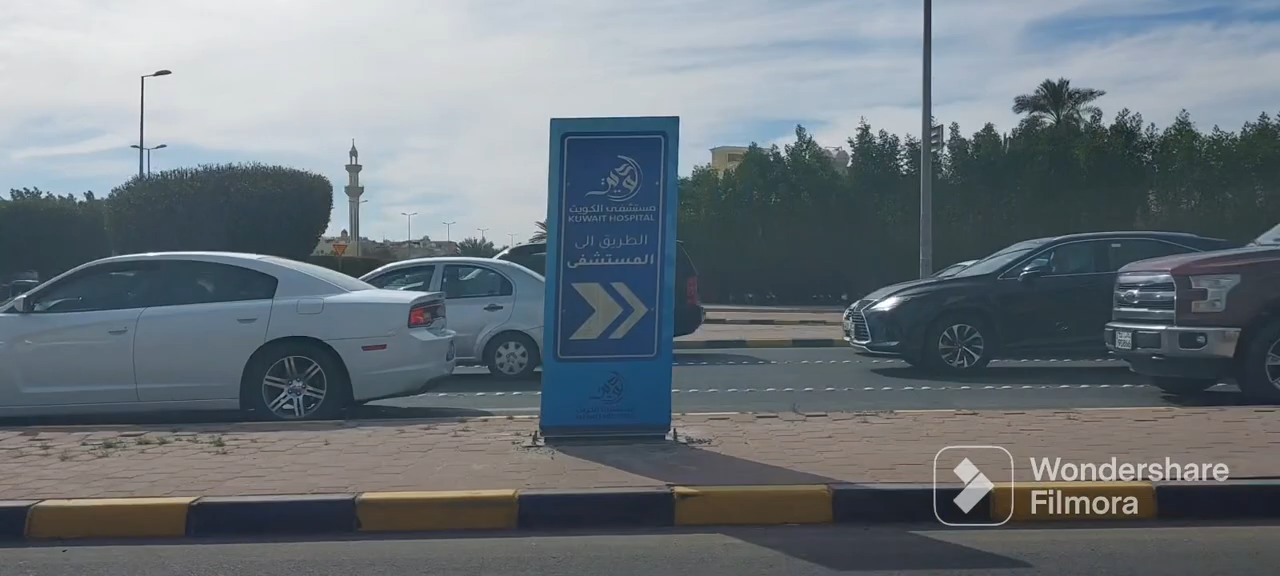 مستشفى الكويت
KUWAIT HOSPITAL
الطريق الى
المستشفى
Wondershare
Filmora